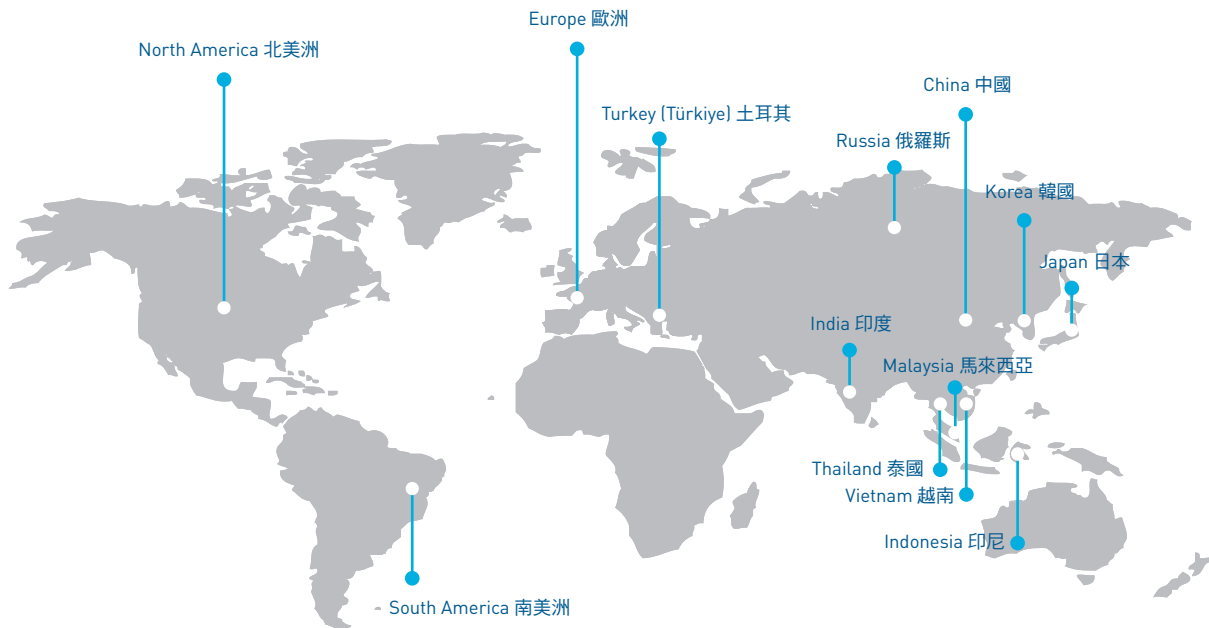 Europe 歐洲
North America 北美洲
China 中國
Turkey (Türkiye) 土耳其
Russia 俄羅斯
Korea 韓國
Japan 日本
India 印度
Malaysia 馬來西亞
Thailand 泰國
Vietnam 越南
Indonesia 印尼
South America 南美洲